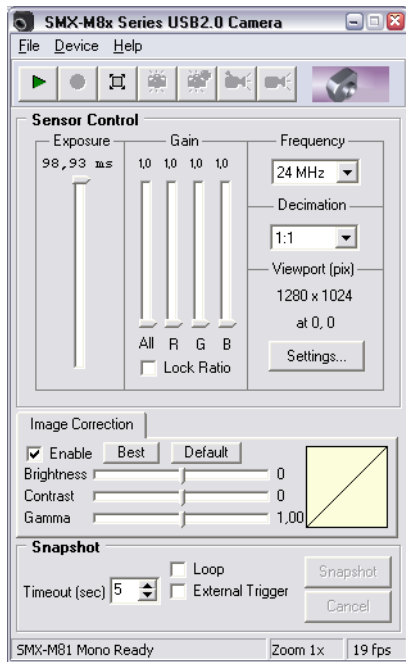 SMX-M8x Series USB2.0 Camera
File Device Help
Sensor Control
Exposure Gain Frequency
98,93 ms 1,0 1,0 1,0 1,0
24 MHz
Decimation
1:1
Viewport (pix)
1280 x 1024
at 0, 0
All R G B
Settings...
Lock Ratio
Image Correction
Enable Best Default
Brightness 0
Contrast 0
Gamma 1,00
Snapshot
Loop Snapshot
Timeout (sec) 5 External Trigger
Cancel
SMX-M81 Mono Ready Zoom 1x 19 fps